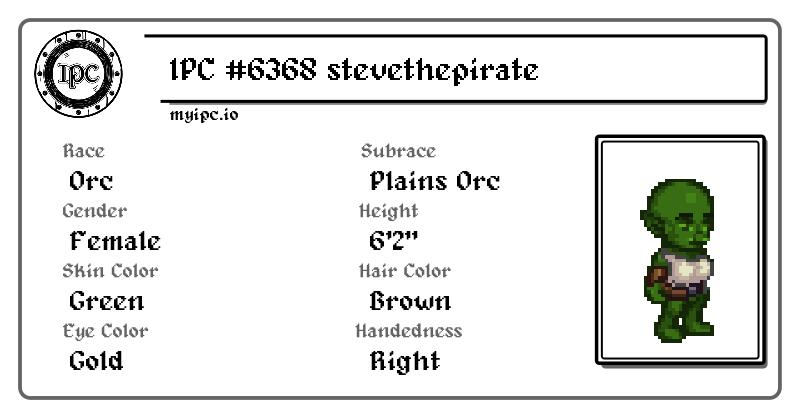 IPC
IPC #6368 stevethepirate
myipc.io
Race
Orc
Subrace
Plains Orc
Gender
Female
Height
6'2"
Skin Color
Green
Hair Color
Brown
Eye Color
Gold
Handedness
Right